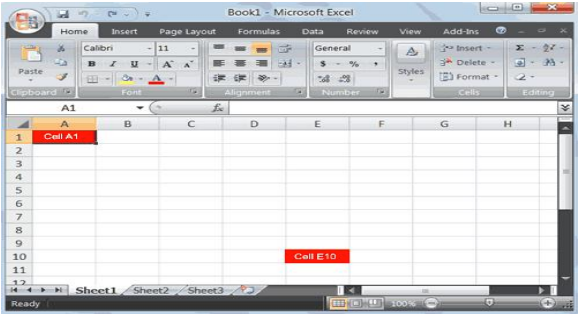 Book1 - Microsoft Excel
Home Insert Page Layout Formulas Data Review View Add-Ins
Paste Calibri 11 General Styles Insert Σ
B I U A A $ % , Delete
A Format
Clipboard Font Alignment Number Cells Editing
A1 fx
A B C D E F G H
1 Cell A1
2
3
4
5
6
7
8
9
10 Cell E10
11
12
Sheet1 Sheet2 Sheet3
Ready 100%